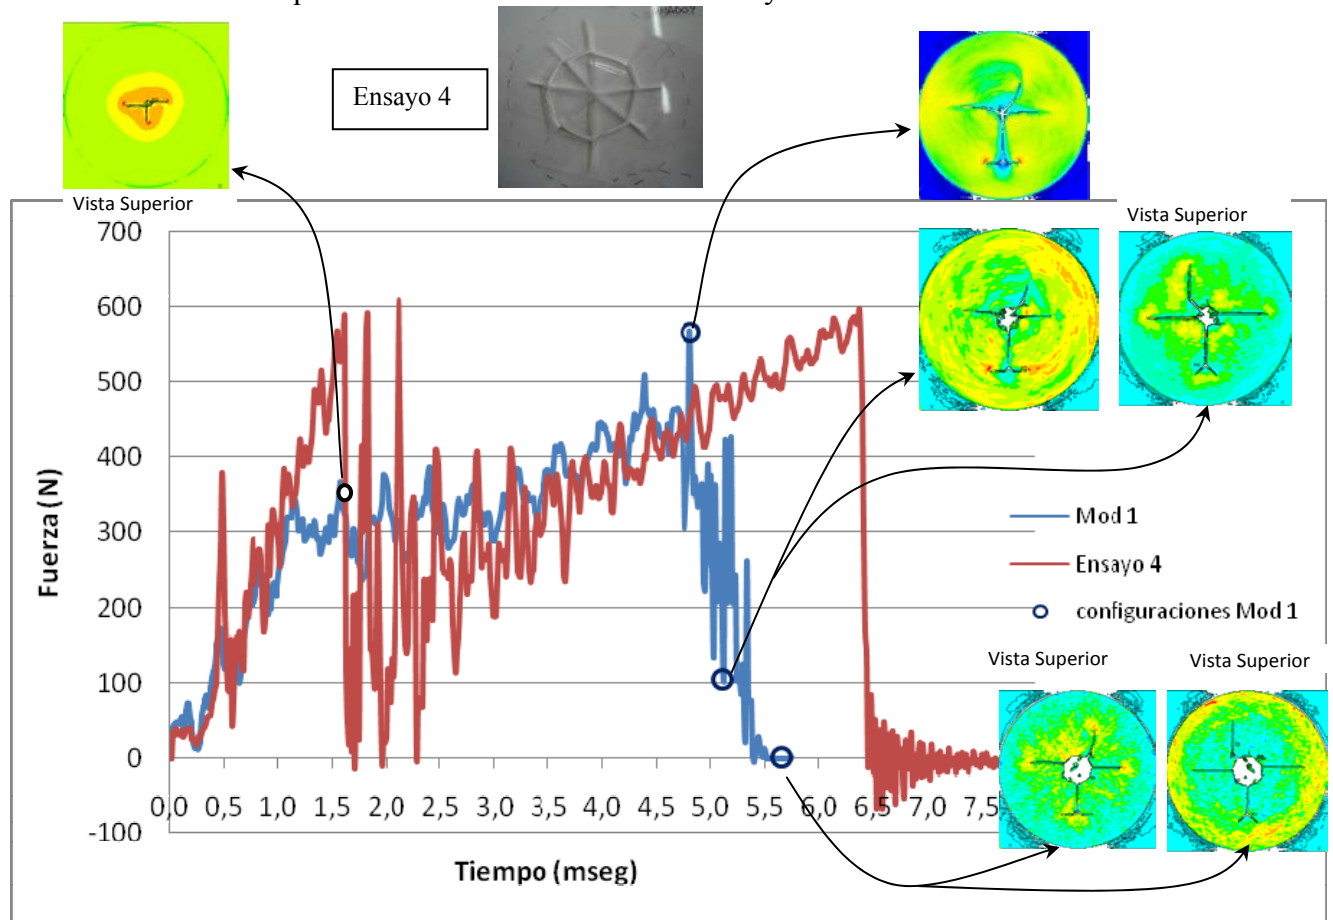 Ensayo 4
Vista Superior
Vista Superior
700
600
500
400
300
200
100
0
-100
Fuerza (N)
0,0 0,5 1,0 1,5 2,0 2,5 3,0 3,5 4,0 4,5 5,0 5,5 6,0 6,5 7,0 7,5
Tiempo (mseg)
Mod 1
Ensayo 4
configuraciones Mod 1
Vista Superior
Vista Superior